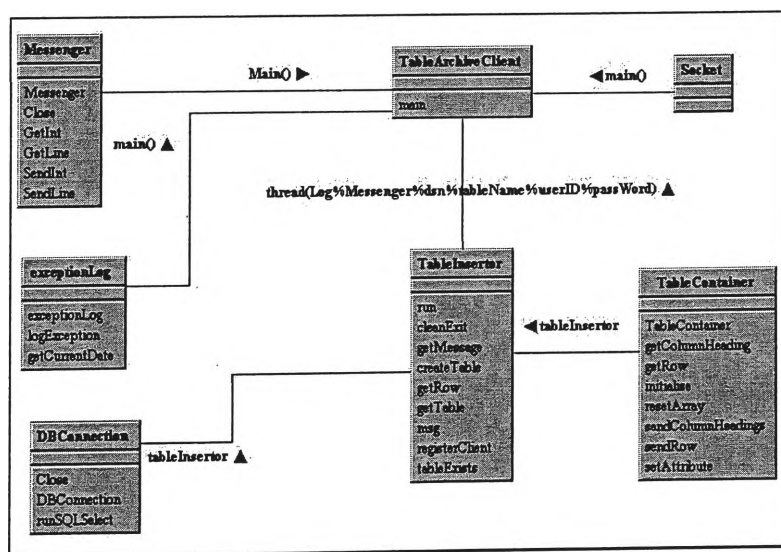 Messenger
Messenger
Close
GetInt
GetLine
SendInt
SendLine
Main() ▶
TableArchiveClient
main
◀main()
Socket
main() ▲
thread(Log%Messenger%dsn%tableName%userID%passWord) ▲
exceptionLog
exceptionLog
logException
getCurrentDate
TableInsertor
run
cleanExit
getMessage
createTable
getRow
getTable
msg
registerClient
tableExists
◀tableInsertor
TableContainer
TableContainer
getColumnHeading
getRow
initialise
resetArray
sendColumnHeadings
sendRow
setAttribute
DBConnection
Close
DBConnection
runSQLSelect
tableInsertor ▲